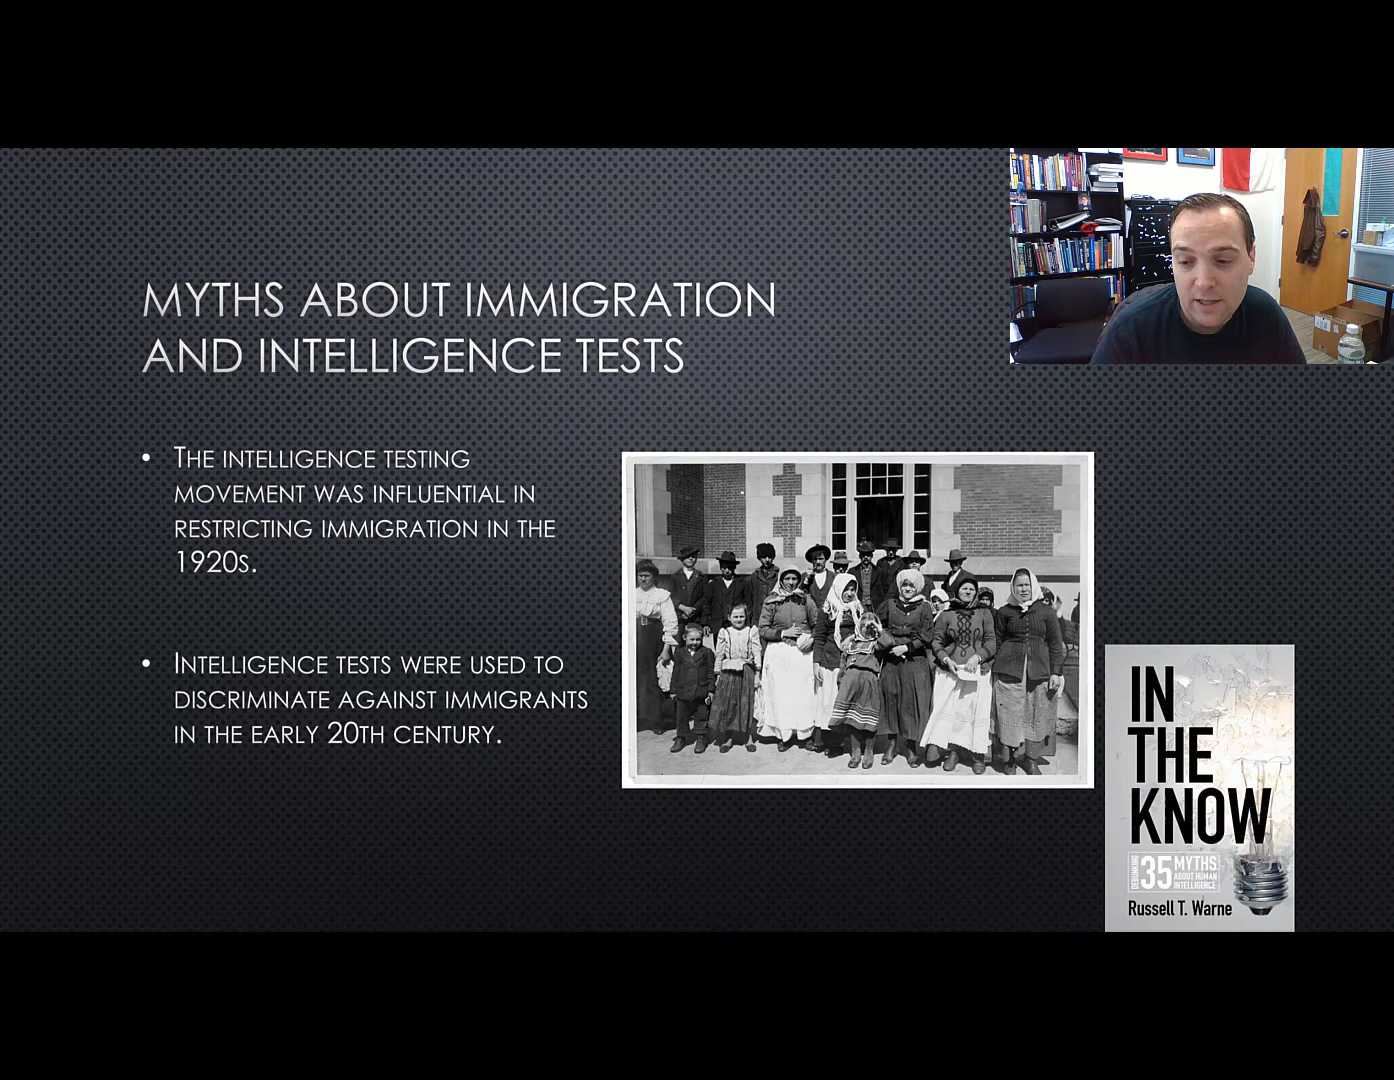 MYTHS ABOUT IMMIGRATION
AND INTELLIGENCE TESTS
• THE INTELLIGENCE TESTING
MOVEMENT WAS INFLUENTIAL IN
RESTRICTING IMMIGRATION IN THE
1920S.
• INTELLIGENCE TESTS WERE USED TO
DISCRIMINATE AGAINST IMMIGRANTS
IN THE EARLY 20TH CENTURY.
IN
THE
KNOW
DEBUNKING
35 MYTHS
ABOUT HUMAN
INTELLIGENCE
Russell T. Warne